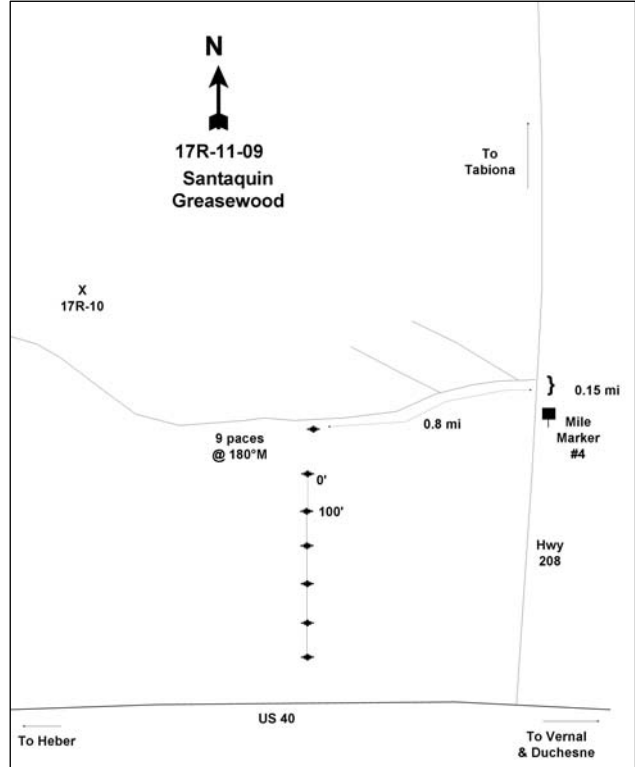 N
17R-11-09
Santaquin
Greasewood
To
Tabiona
X
17R-10
}
0.15 mi
0.8 mi
Mile
Marker
#4
9 paces
@ 180°M
0'
100'
Hwy
208
US 40
To Heber
To Vernal
& Duchesne